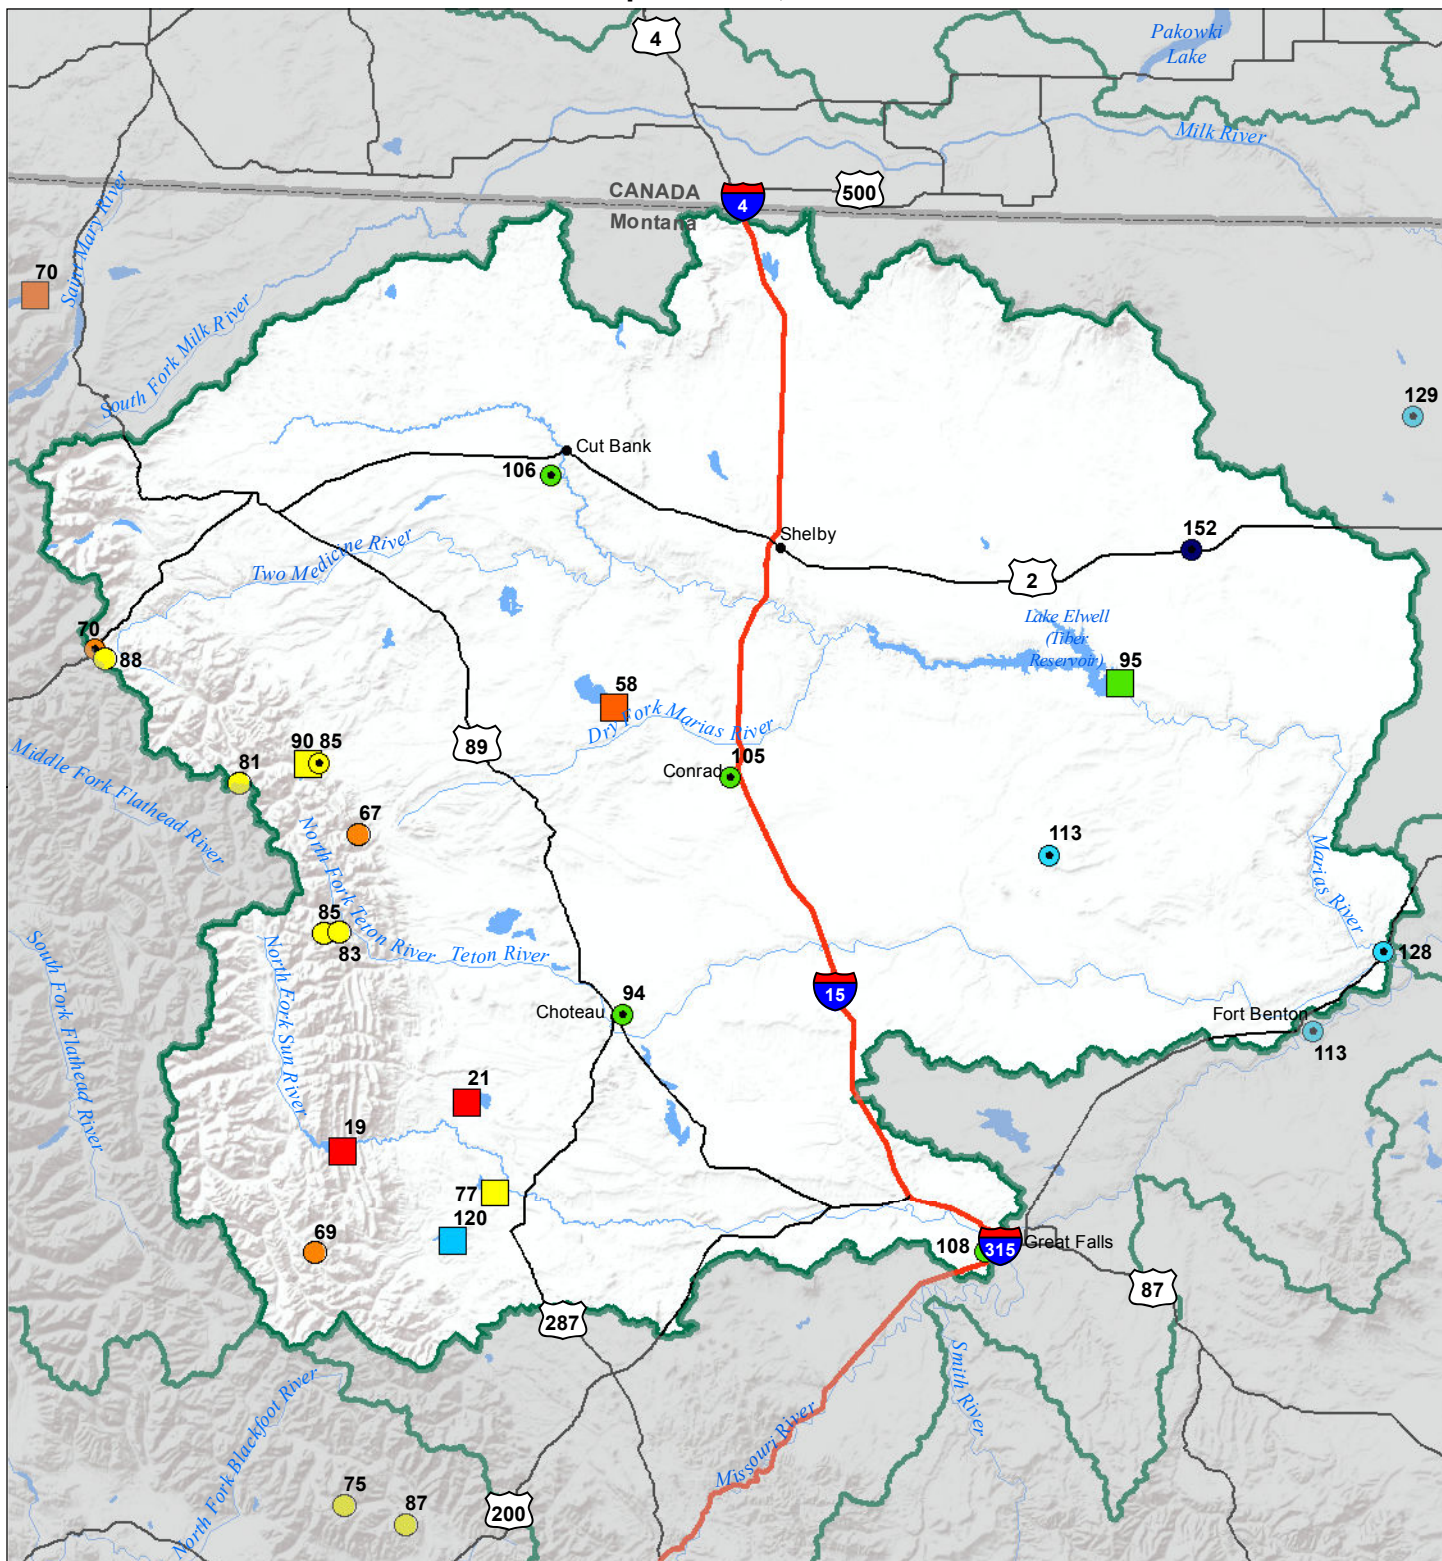 4
Pakowki
Lake
Milk River
CANADA
4
500
Montana
Saint Mary River
70
South Fork Milk River
129
Cut Bank
106
Shelby
152
Two Medicine River
2
Lake Elwell
(Tiber
Reservoir)
70
88
95
58
Dry Fork Marias River
89
90
85
81
105
Conrad
Middle Fork Flathead River
67
113
North Fork Teton River
Marias River
85
83
Teton River
128
South Fork Flathead River
North Fork Sun River
15
94
Choteau
Fort Benton
113
21
19
77
120
69
108
315
Great Falls
87
287
Smith River
Missouri River
North Fork Blackfoot River
75
87
200